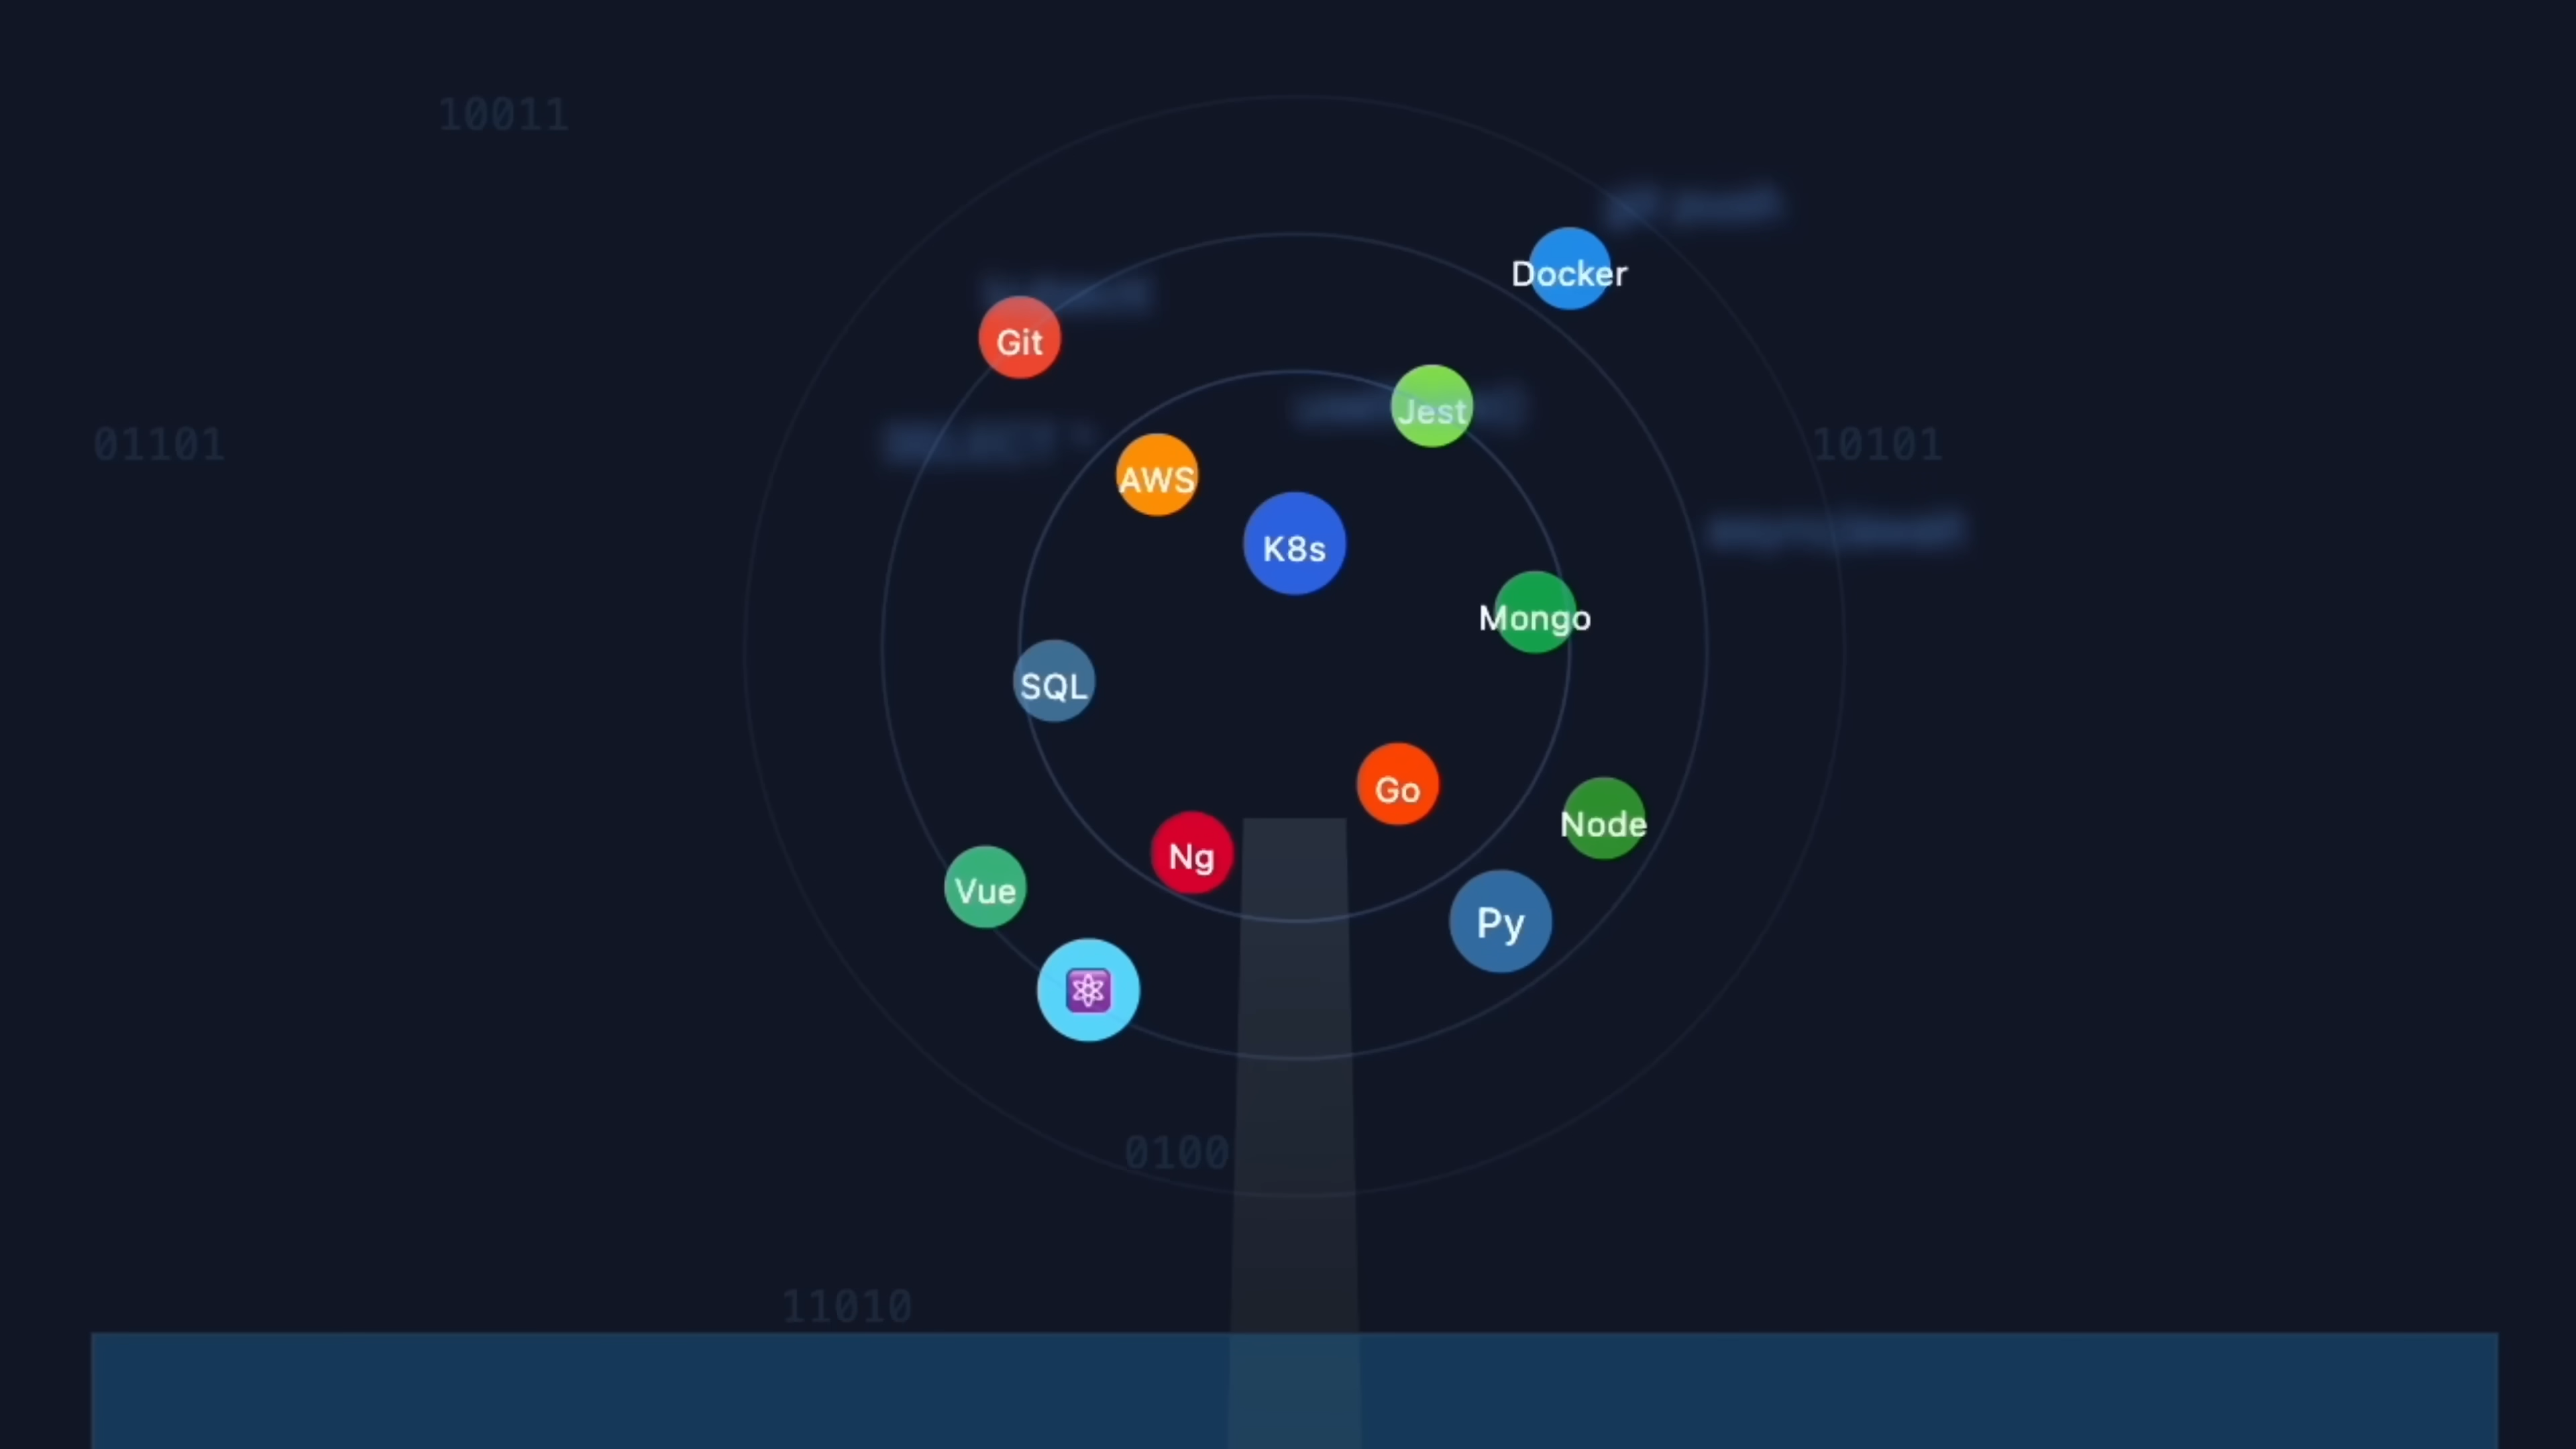 10011
Docker
Git
Jest
01101
10101
AWS
K8s
Mongo
SQL
Go
Node
Ng
Vue
Py
0100
11010